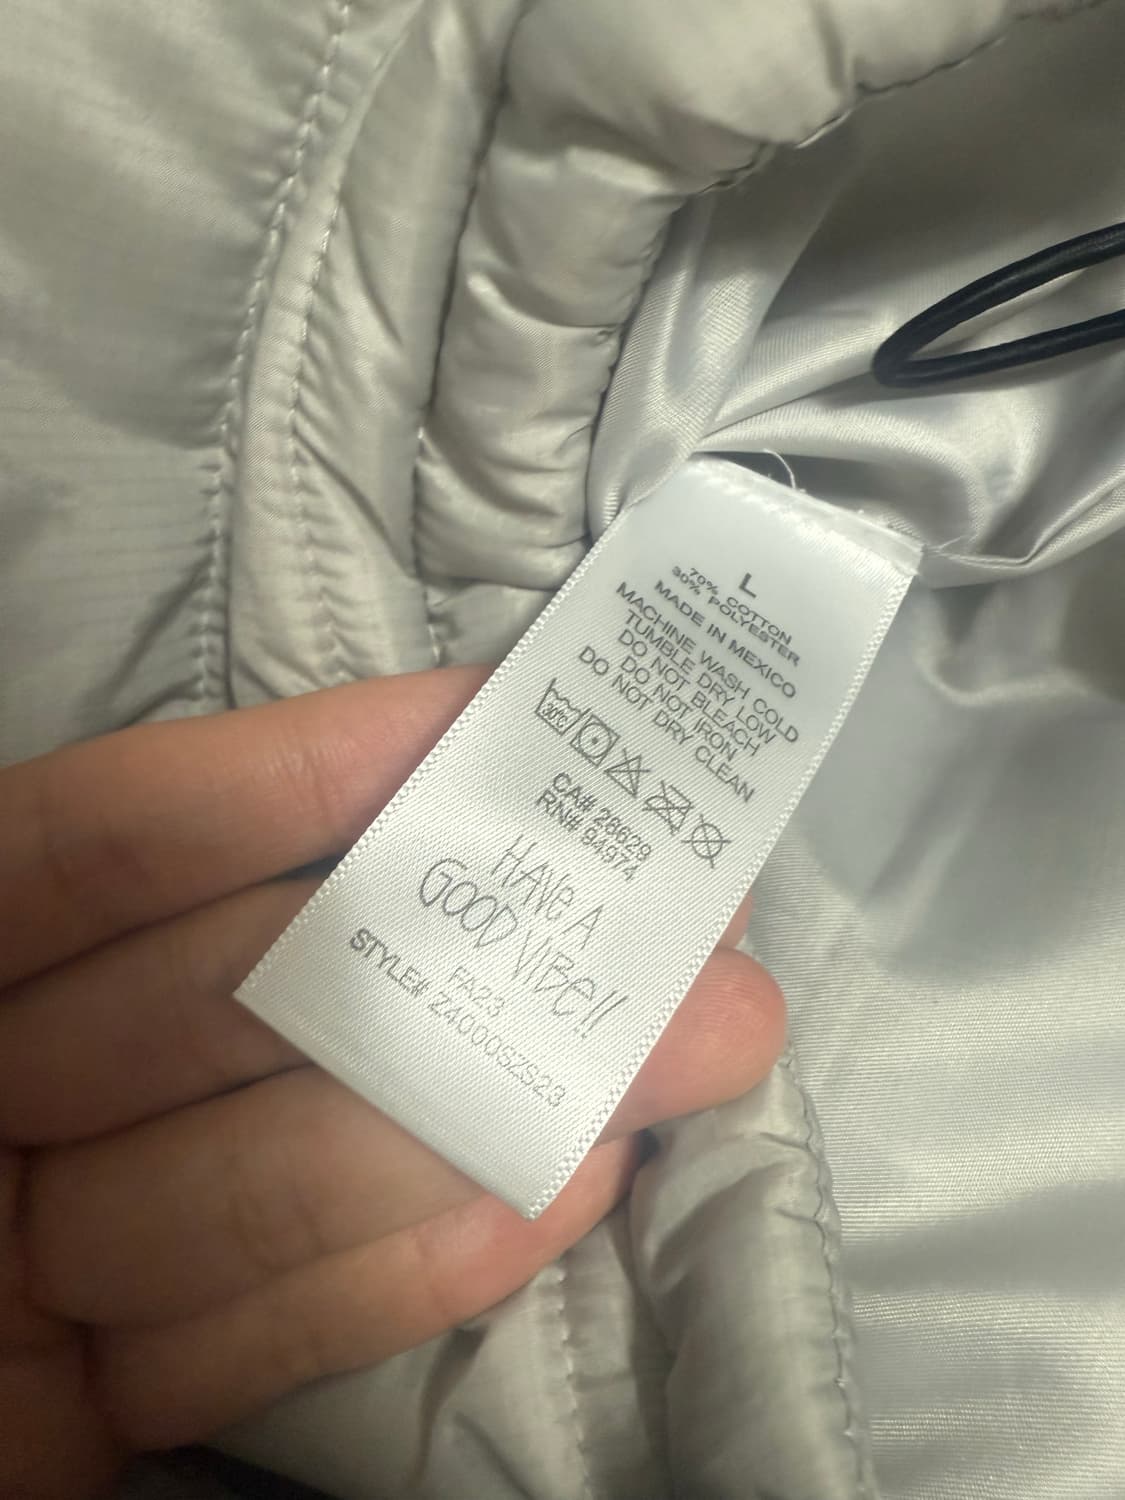 L
70% COTTON
30% POLYESTER
MADE IN MEXICO
MACHINE WASH COLD
TUMBLE DRY LOW
DO NOT BLEACH
DO NOT IRON
DO NOT DRY CLEAN
30°C
CA# 28629
RN# 94974
HAVe A
GOOD VIBe!!
FA23
STYLE# Z4000SZS23